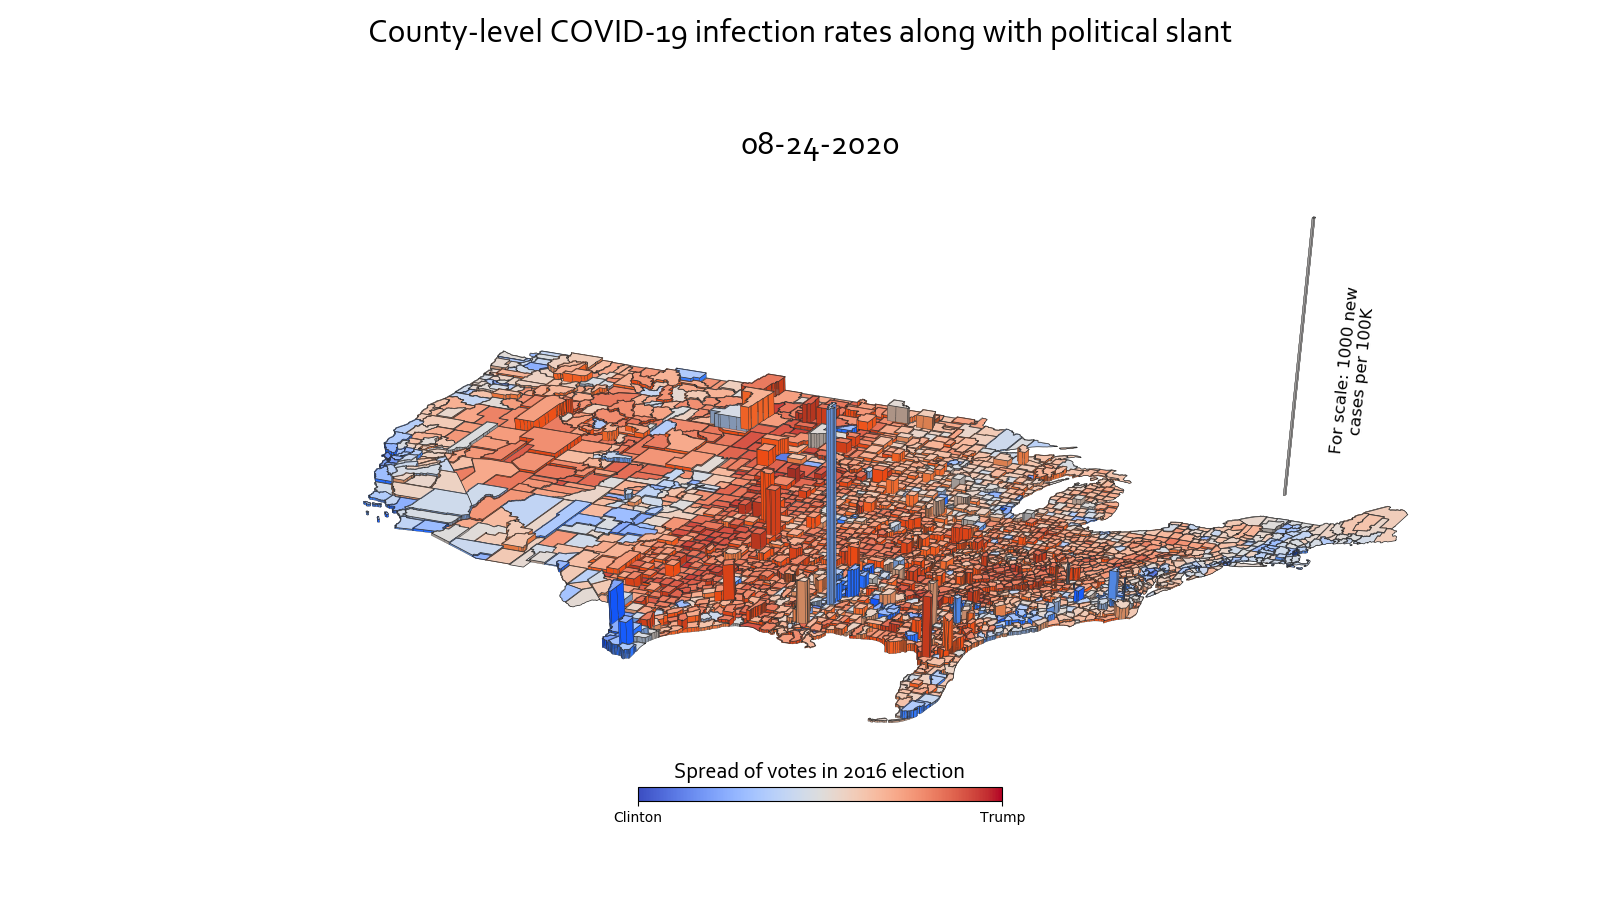 County-level COVID-19 infection rates along with political slant
08-24-2020
For scale: 1000 new
cases per 100K
Spread of votes in 2016 election
Clinton
Trump